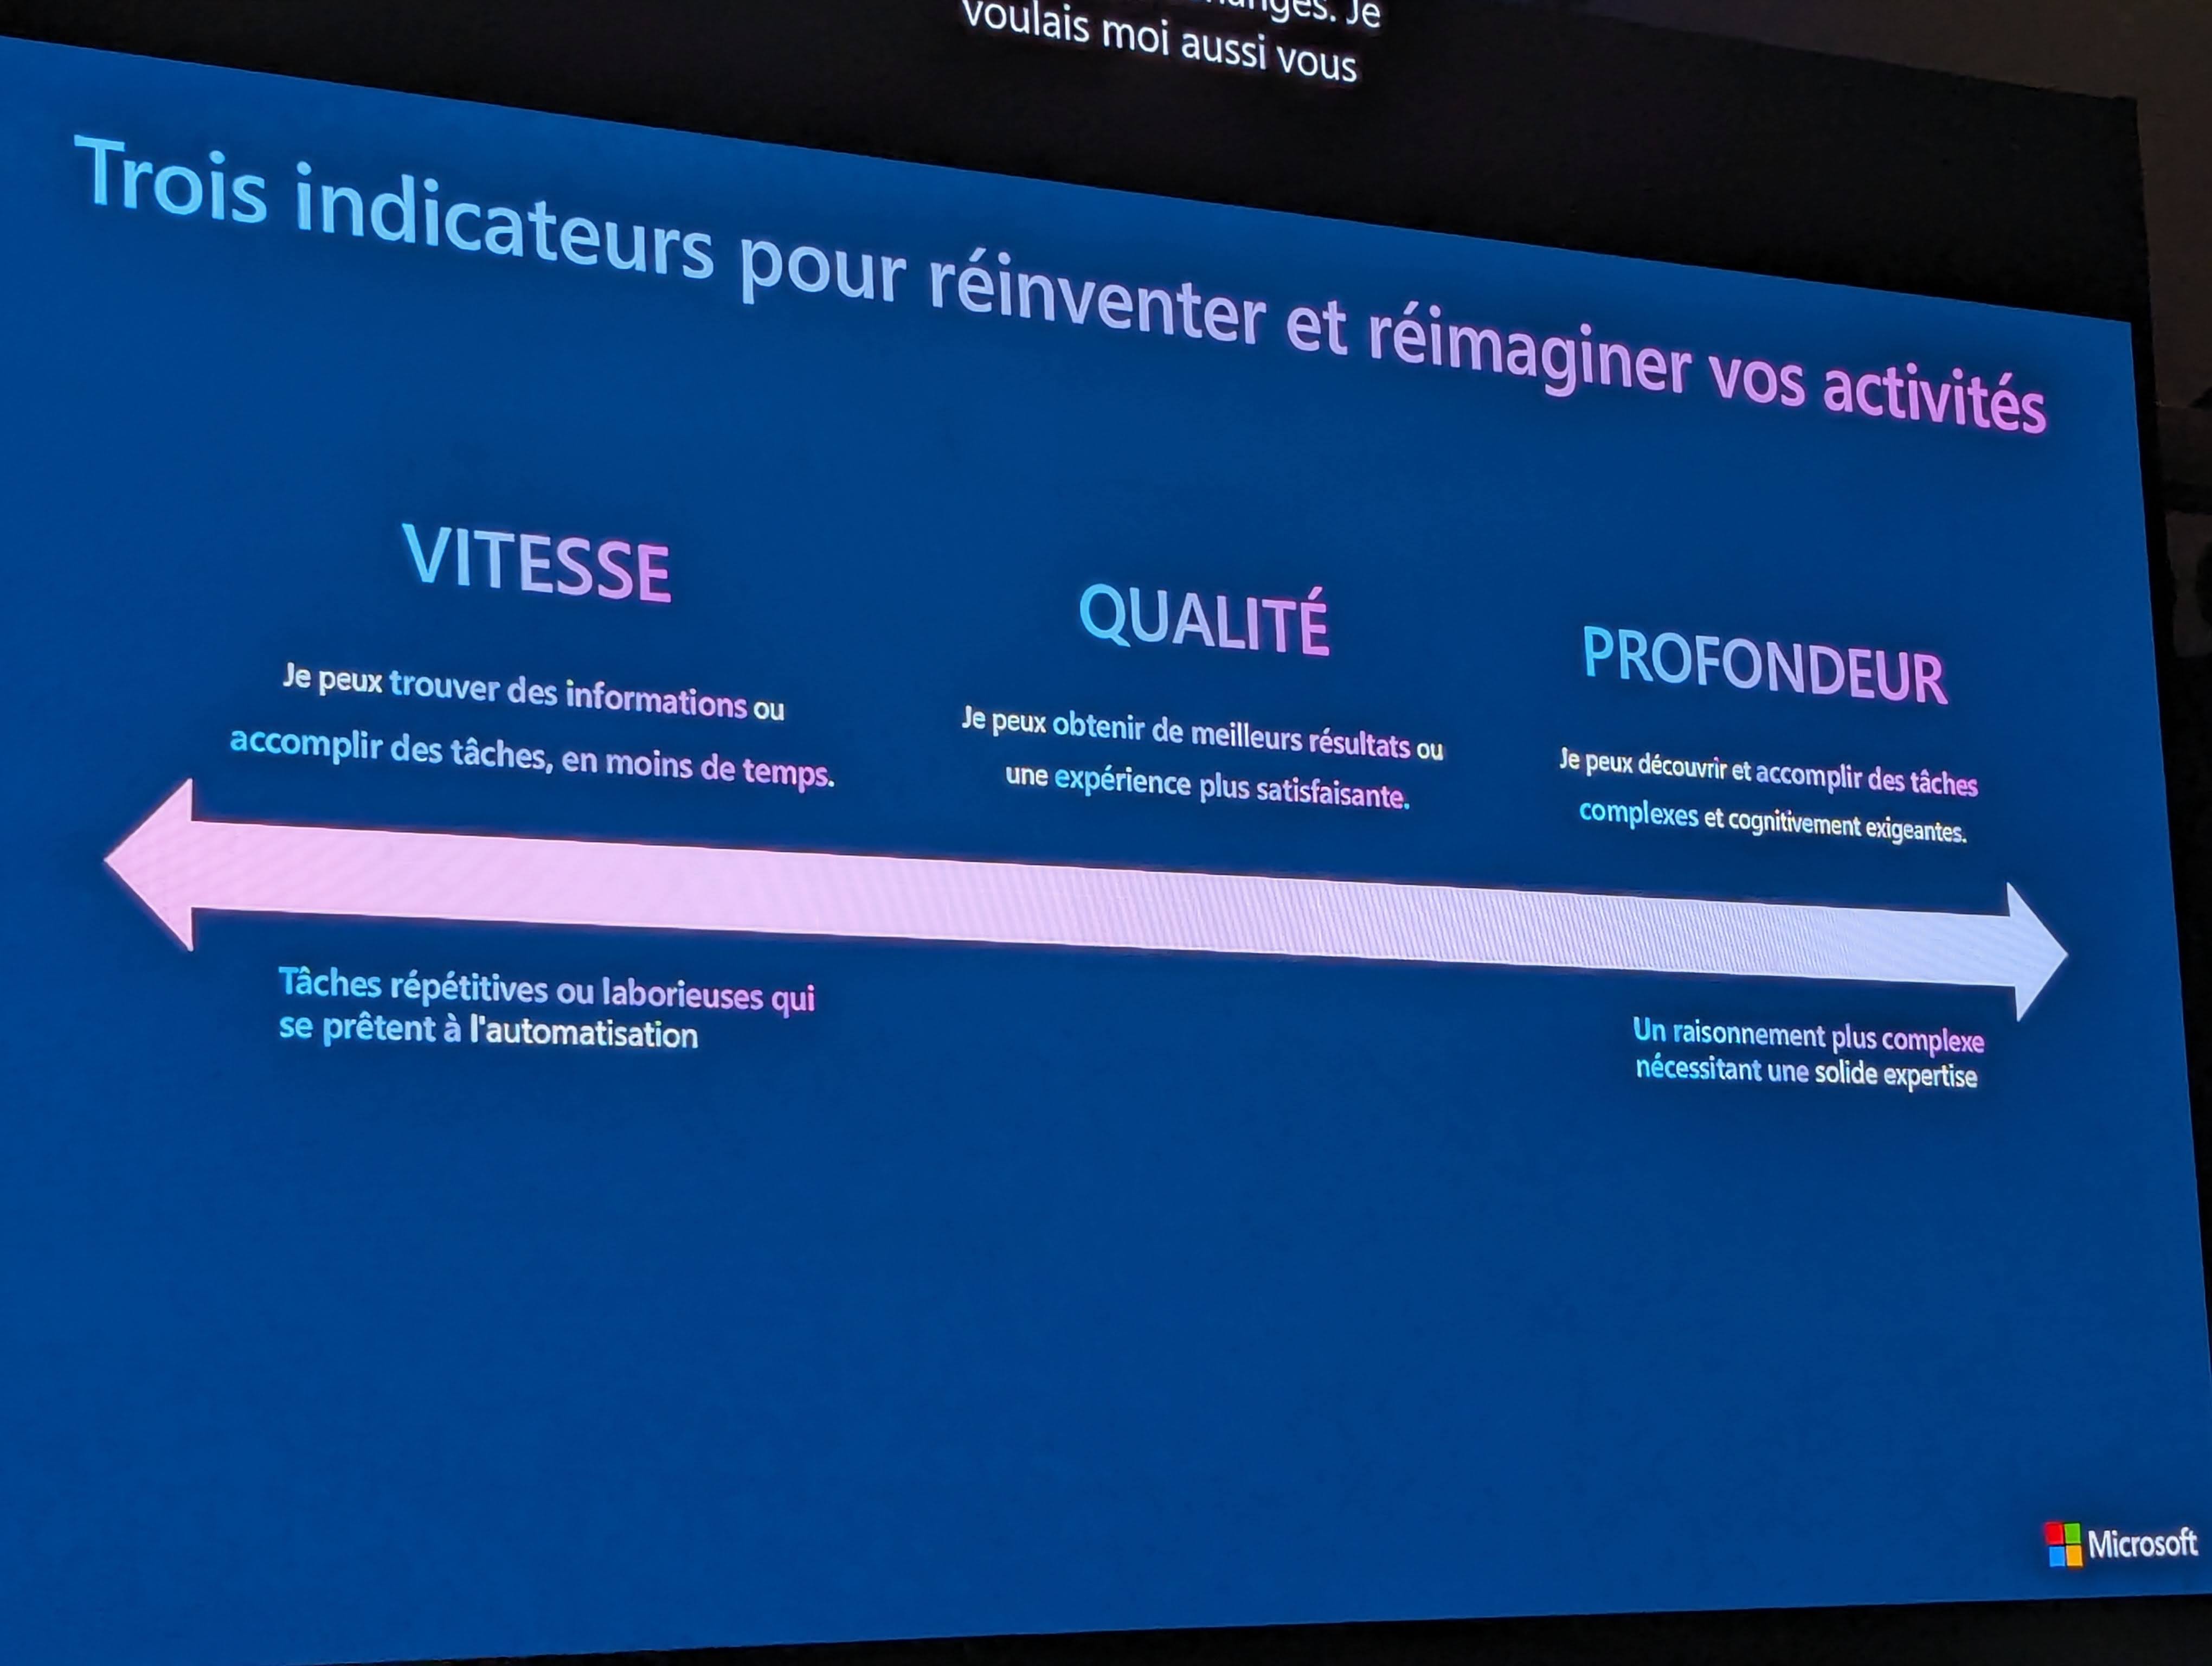 Je
voulais moi aussi vous
Trois indicateurs pour réinventer et réimaginer vos activités
VITESSE
Je peux trouver des informations ou
accomplir des tâches, en moins de temps.
QUALITÉ
Je peux obtenir de meilleurs résultats ou
une expérience plus satisfaisante.
PROFONDEUR
Je peux découvrir et accomplir des tâches
complexes et cognitivement exigeantes.
Tâches répétitives ou laborieuses qui
se prêtent à l'automatisation
Un raisonnement plus complexe
nécessitant une solide expertise
Microsoft